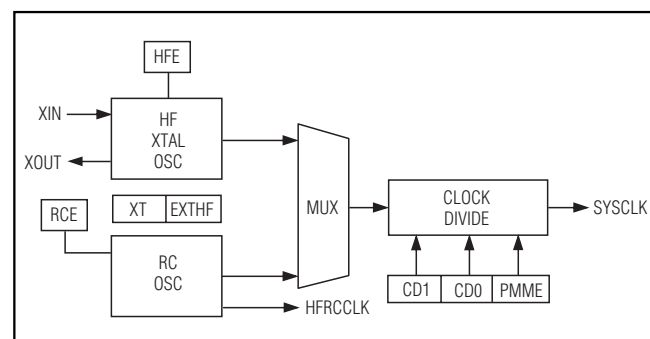 HFE
XIN
HF
XTAL
OSC
XOUT
XT EXTHF
RCE
RC
OSC
HFRCCLK
MUX
CLOCK
DIVIDE
SYSCLK
CD1 CD0 PMME